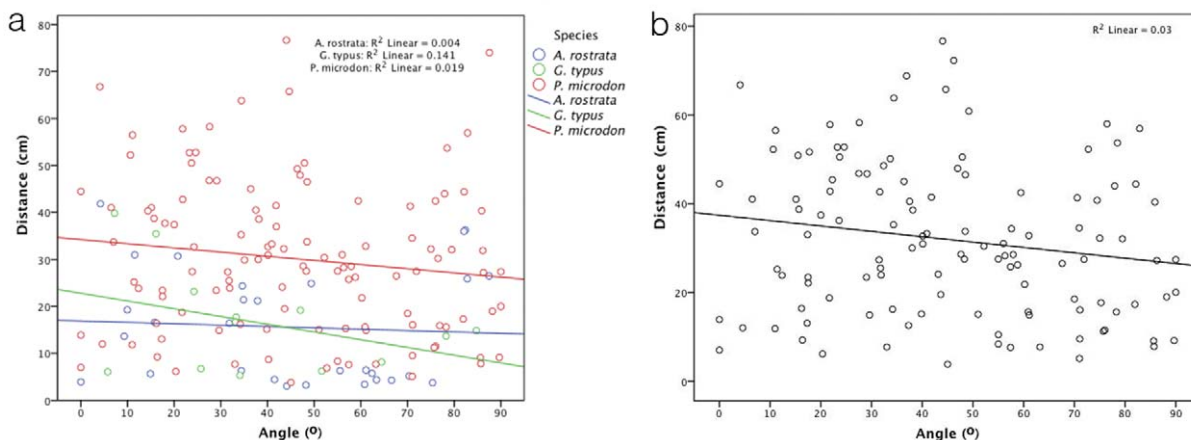 a
A. rostrata: R² Linear = 0.004
G. typus: R² Linear = 0.141
P. microdon: R² Linear = 0.019
Species
A. rostrata
G. typus
P. microdon
A. rostrata
G. typus
P. microdon
Distance (cm)
80
70
60
50
40
30
20
10
0
0 10 20 30 40 50 60 70 80 90
Angle (º)
b
R² Linear = 0.03
Distance (cm)
80
60
40
20
0
0 10 20 30 40 50 60 70 80 90
Angle (º)